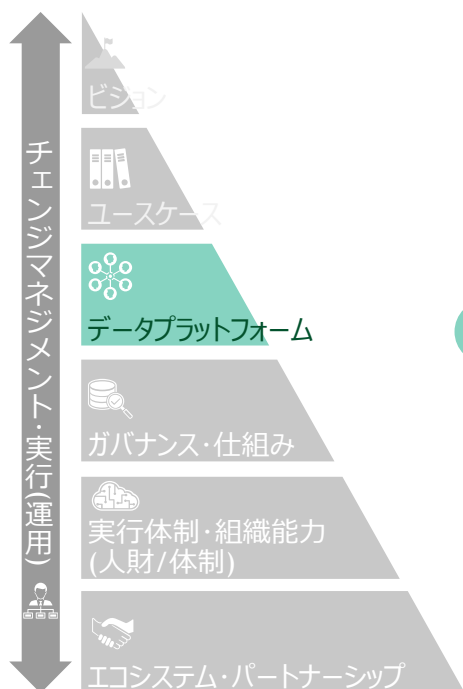 ビジョン
ユースケース
データプラットフォーム
ガバナンス・仕組み
実行体制・組織能力
(人財/体制)
エコシステム・パートナーシップ
チェンジマネジメント・実行(運用)